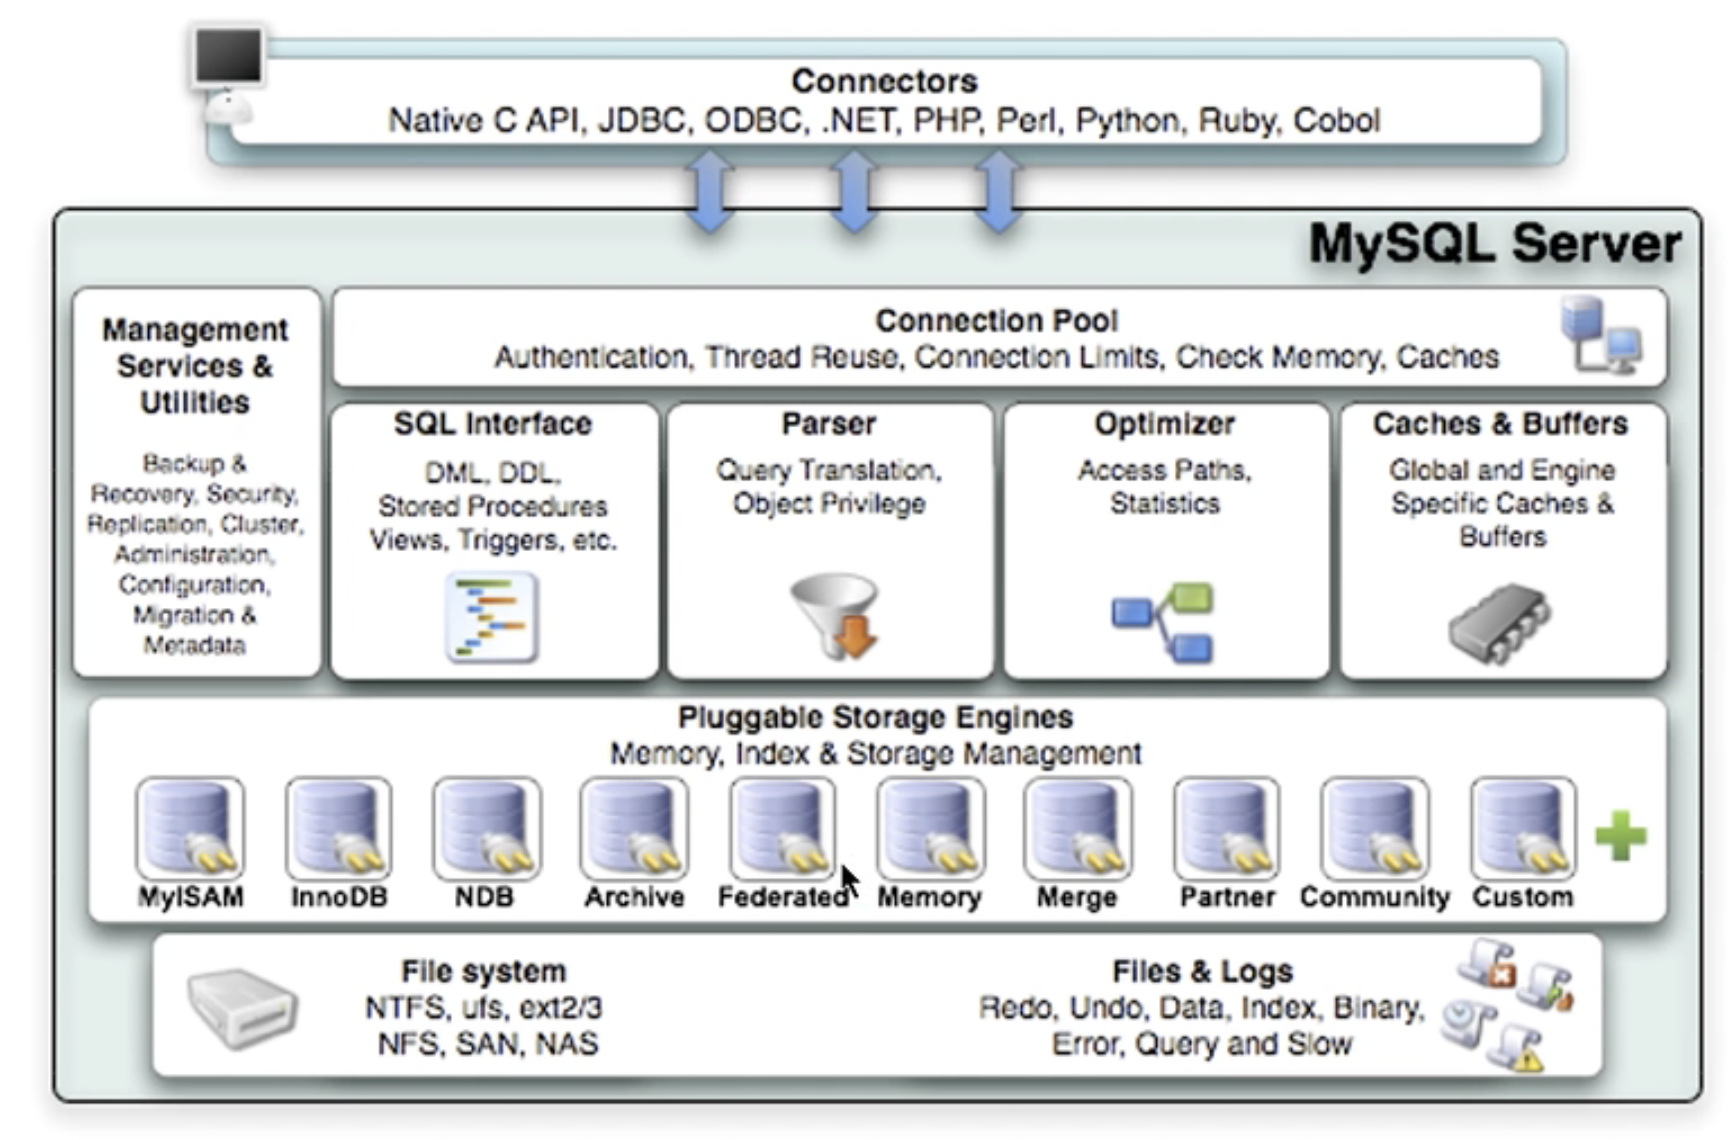 Connectors
Native C API, JDBC, ODBC, .NET, PHP, Perl, Python, Ruby, Cobol
MySQL Server
Management
Services &
Utilities
Backup &
Recovery, Security,
Replication, Cluster,
Administration,
Configuration,
Migration &
Metadata
Connection Pool
Authentication, Thread Reuse, Connection Limits, Check Memory, Caches
SQL Interface
DML, DDL,
Stored Procedures
Views, Triggers, etc.
Parser
Query Translation,
Object Privilege
Optimizer
Access Paths,
Statistics
Caches & Buffers
Global and Engine
Specific Caches &
Buffers
Pluggable Storage Engines
Memory, Index & Storage Management
MyISAM
InnoDB
NDB
Archive
Federated
Memory
Merge
Partner
Community
Custom
File system
NTFS, ufs, ext2/3
NFS, SAN, NAS
Files & Logs
Redo, Undo, Data, Index, Binary,
Error, Query and Slow